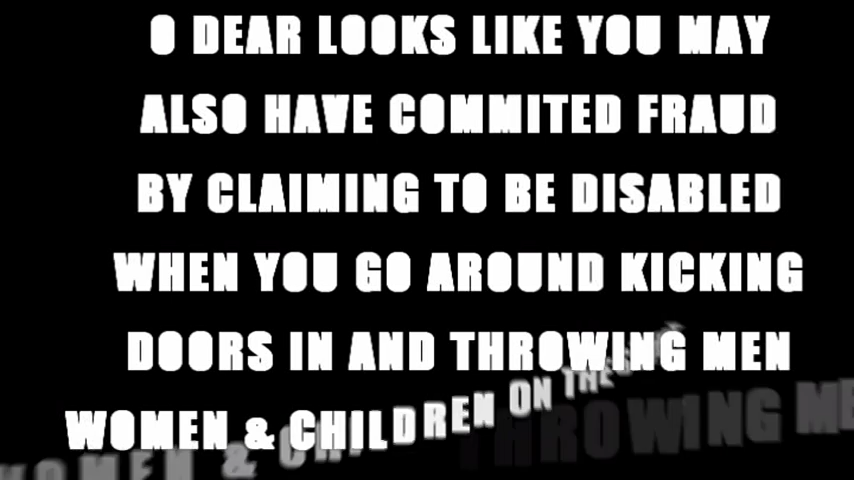 O DEAR LOOKS LIKE YOU MAY
ALSO HAVE COMMITED FRAUD
BY CLAIMING TO BE DISABLED
WHEN YOU GO AROUND KICKING
DOORS IN AND THROWING MEN
WOMEN & CHILDREN ON THE
THROWING ME
WOMEN &